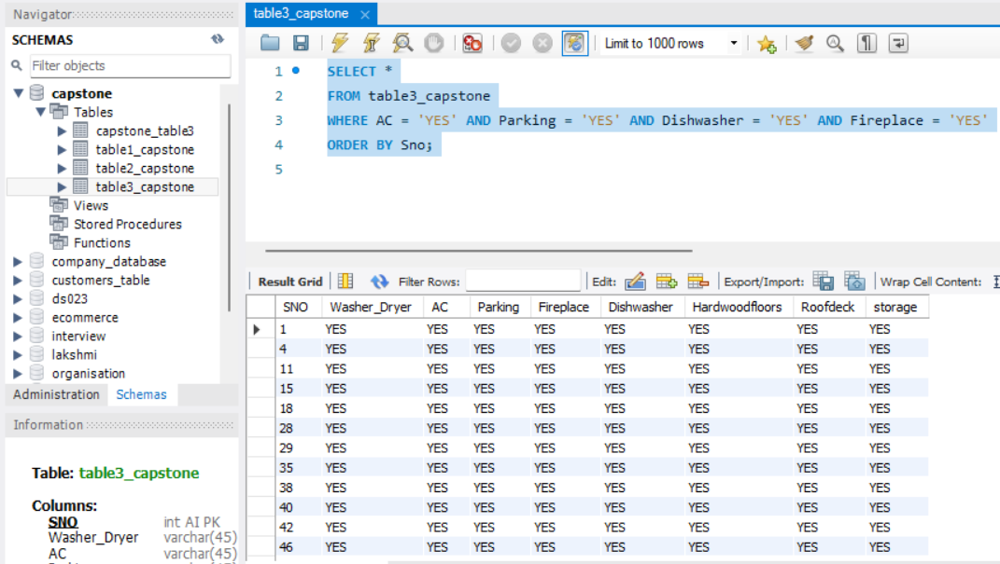 Navigator
SCHEMAS
Filter objects
capstone
Tables
capstone_table3
table1_capstone
table2_capstone
table3_capstone
Views
Stored Procedures
Functions
company_database
customers_table
ds023
ecommerce
interview
lakshmi
organisation
Administration Schemas
Information
Table: table3_capstone
Columns:
SNO int AI PK
Washer_Dryer varchar(45)
AC varchar(45)
table3_capstone
Limit to 1000 rows
1 SELECT *
2 FROM table3_capstone
3 WHERE AC = 'YES' AND Parking = 'YES' AND Dishwasher = 'YES' AND Fireplace = 'YES'
4 ORDER BY Sno;
5
Result Grid Filter Rows: Edit: Export/Import: Wrap Cell Content:
SNO Washer_Dryer AC Parking Fireplace Dishwasher Hardwoodfloors Roofdeck storage
1 YES YES YES YES YES YES YES YES
4 YES YES YES YES YES YES YES YES
11 YES YES YES YES YES YES YES YES
15 YES YES YES YES YES YES YES YES
18 YES YES YES YES YES YES YES YES
28 YES YES YES YES YES YES YES YES
29 YES YES YES YES YES YES YES YES
35 YES YES YES YES YES YES YES YES
38 YES YES YES YES YES YES YES YES
40 YES YES YES YES YES YES YES YES
42 YES YES YES YES YES YES YES YES
46 YES YES YES YES YES YES YES YES